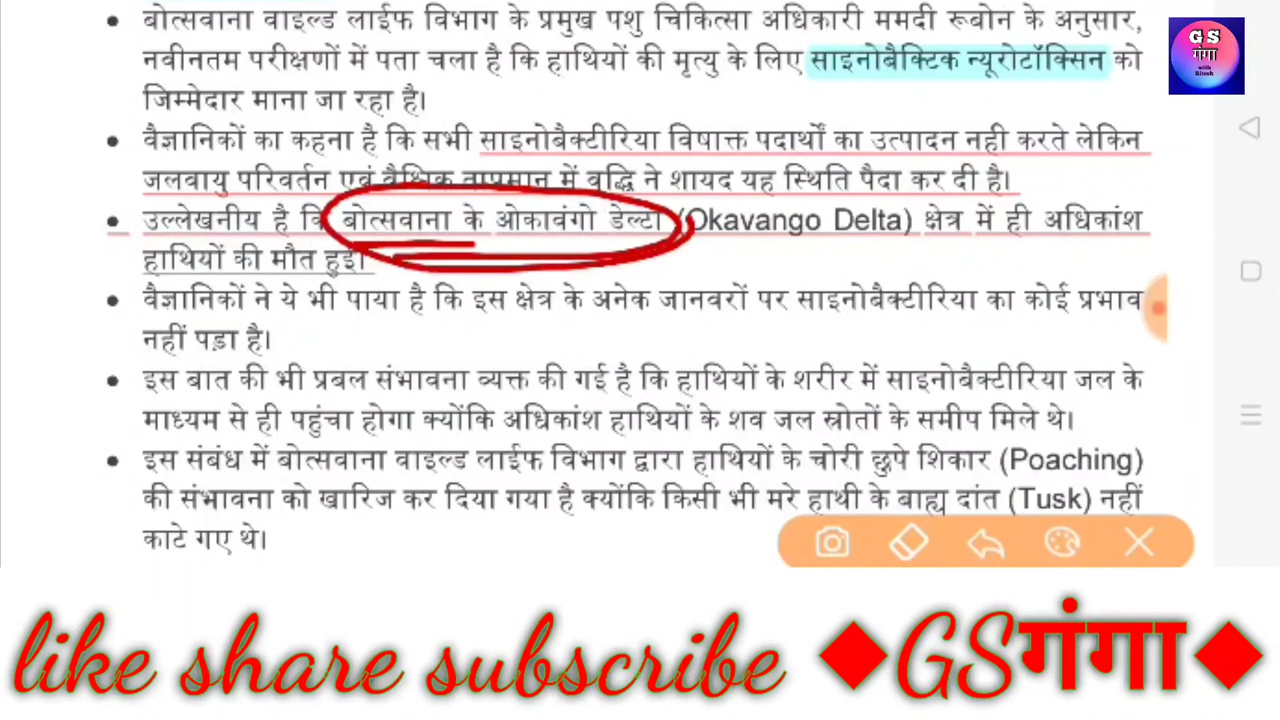 • बोत्सवाना वाइल्ड लाईफ विभाग के प्रमुख पशु चिकित्सा अधिकारी ममदी रूबोन के अनुसार,
नवीनतम परीक्षणों में पता चला है कि हाथियों की मृत्यु के लिए साइनोबैक्टिक न्यूरोटॉक्सिन को
जिम्मेदार माना जा रहा है।
• वैज्ञानिकों का कहना है कि सभी साइनोबैक्टीरिया विषाक्त पदार्थों का उत्पादन नही करते लेकिन
जलवायु परिवर्तन एवं वैश्विक तापमान में वृद्धि ने शायद यह स्थिति पैदा कर दी है।
• उल्लेखनीय है कि बोत्सवाना के ओकावंगो डेल्टा (Okavango Delta) क्षेत्र में ही अधिकांश
हाथियों की मौत हुई।
• वैज्ञानिकों ने ये भी पाया है कि इस क्षेत्र के अनेक जानवरों पर साइनोबैक्टीरिया का कोई प्रभाव
नहीं पड़ा है।
• इस बात की भी प्रबल संभावना व्यक्त की गई है कि हाथियों के शरीर में साइनोबैक्टीरिया जल के
माध्यम से ही पहुंचा होगा क्योंकि अधिकांश हाथियों के शव जल स्रोतों के समीप मिले थे।
• इस संबंध में बोत्सवाना वाइल्ड लाईफ विभाग द्वारा हाथियों के चोरी छुपे शिकार (Poaching)
की संभावना को खारिज कर दिया गया है क्योंकि किसी भी मरे हाथी के बाह्य दांत (Tusk) नहीं
काटे गए थे।
GS
गंगा
with
Ritesh
like share subscribe ◆GSगंगा◆